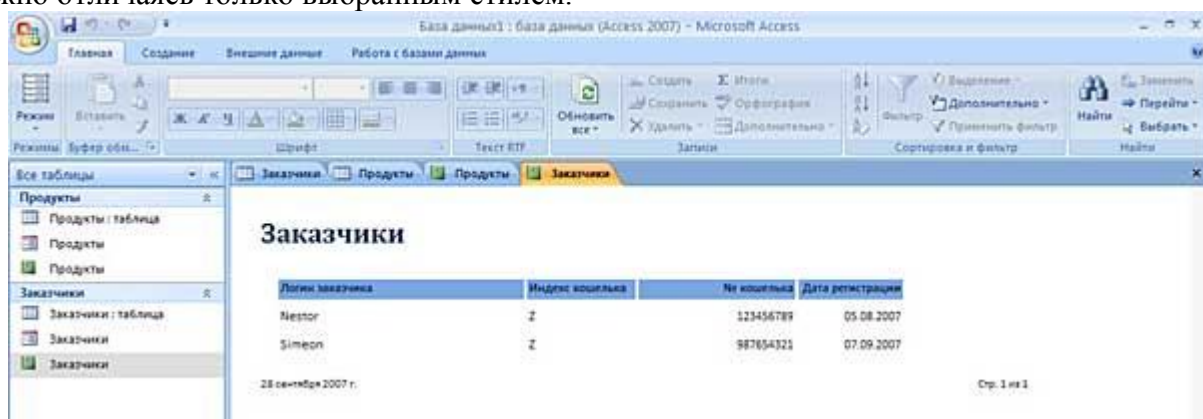 кно отличаясь только выбранным стилем.
База данных1 : база данных (Access 2007) - Microsoft Access
Главная Создание Внешние данные Работа с базами данных
Режим Вставить Ж К Ч Обновить все Создать Сохранить Удалить Итоги Орфография Дополнительно Фильтр Выделение Дополнительно Применить фильтр Найти Заменить Перейти Выбрать
Режимы Буфер обм... Шрифт Текст RTF Записи Сортировка и фильтр Найти
Все таблицы
Заказчики Продукты Продукты Заказчики
Продукты
Продукты : таблица
Продукты
Продукты
Заказчики
Заказчики : таблица
Заказчики
Заказчики
Заказчики
Логин заказчика Индекс кошелька № кошелька Дата регистрации
Nestor Z 123456789 05.08.2007
Simeon Z 987654321 07.09.2007
28 сентября 2007 г. Стр. 1 из 1